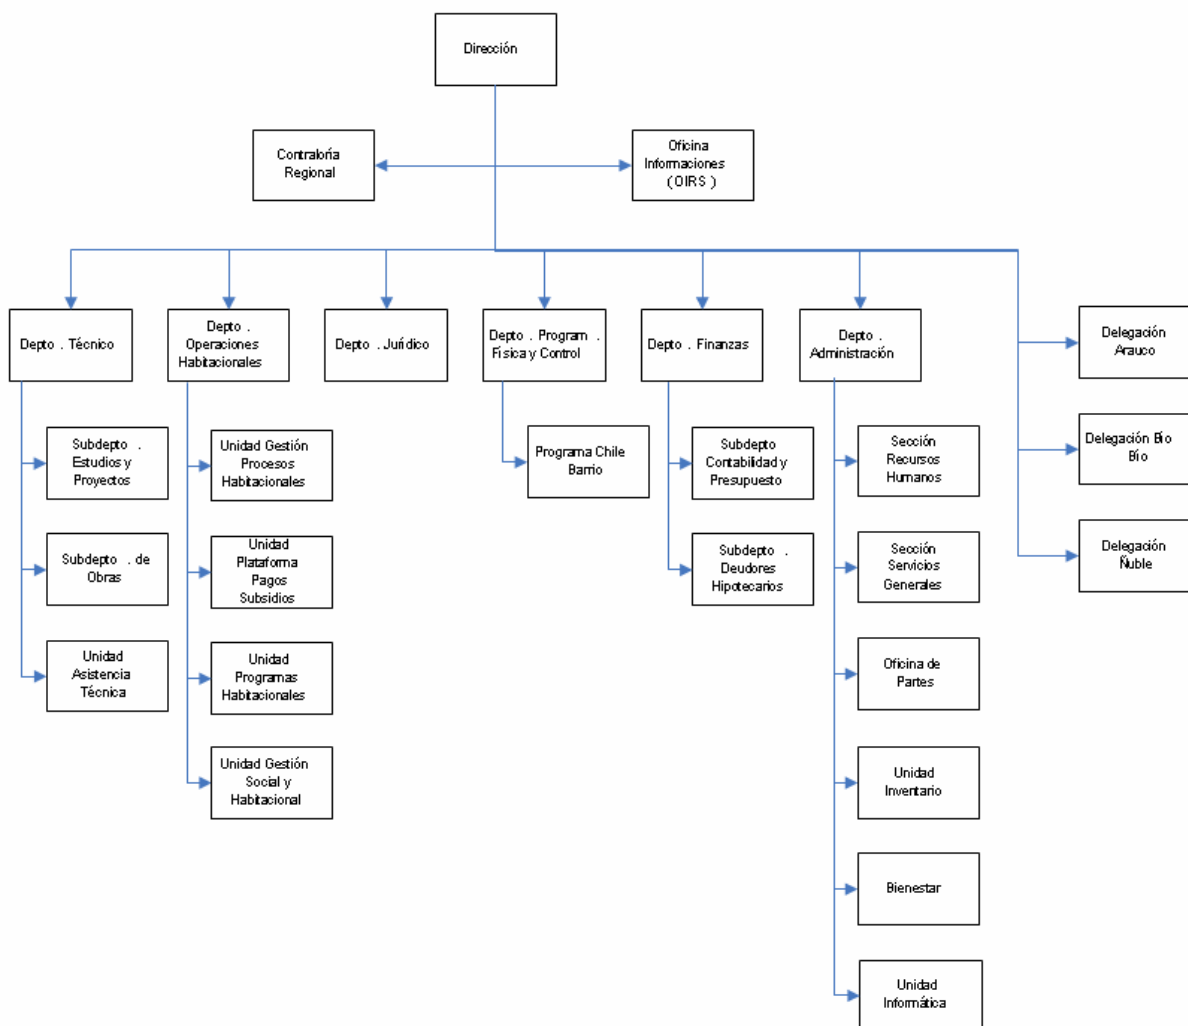 Dirección
Contraloría
Regional
Oficina
Informaciones
( OIRS )
Depto . Técnico
Depto .
Operaciones
Habitacionales
Depto . Jurídico
Depto . Program .
Física y Control
Depto . Finanzas
Depto .
Administración
Delegación
Arauco
Subdepto .
Estudios y
Proyectos
Unidad Gestión
Procesos
Habitacionales
Programa Chile
Barrio
Subdepto
Contabilidad y
Presupuesto
Sección
Recursos
Humanos
Delegación Bío
Bío
Subdepto . de
Obras
Unidad
Plataforma
Pagos
Subsidios
Subdepto .
Deudores
Hipotecarios
Sección
Servicios
Generales
Delegación
Ñuble
Unidad
Asistencia
Técnica
Unidad
Programas
Habitacionales
Oficina de
Partes
Unidad Gestión
Social y
Habitacional
Unidad
Inventario
Bienestar
Unidad
Informática